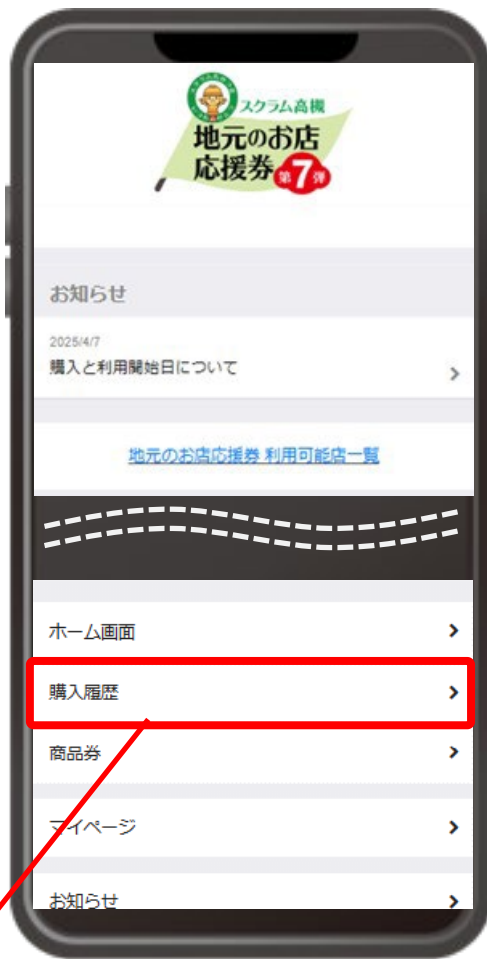 スクラム高槻
地元のお店
応援券 第7弾
お知らせ
2025/4/7
購入と利用開始日について
地元のお店応援券 利用可能店一覧
ホーム画面
購入履歴
商品券
マイページ
お知らせ